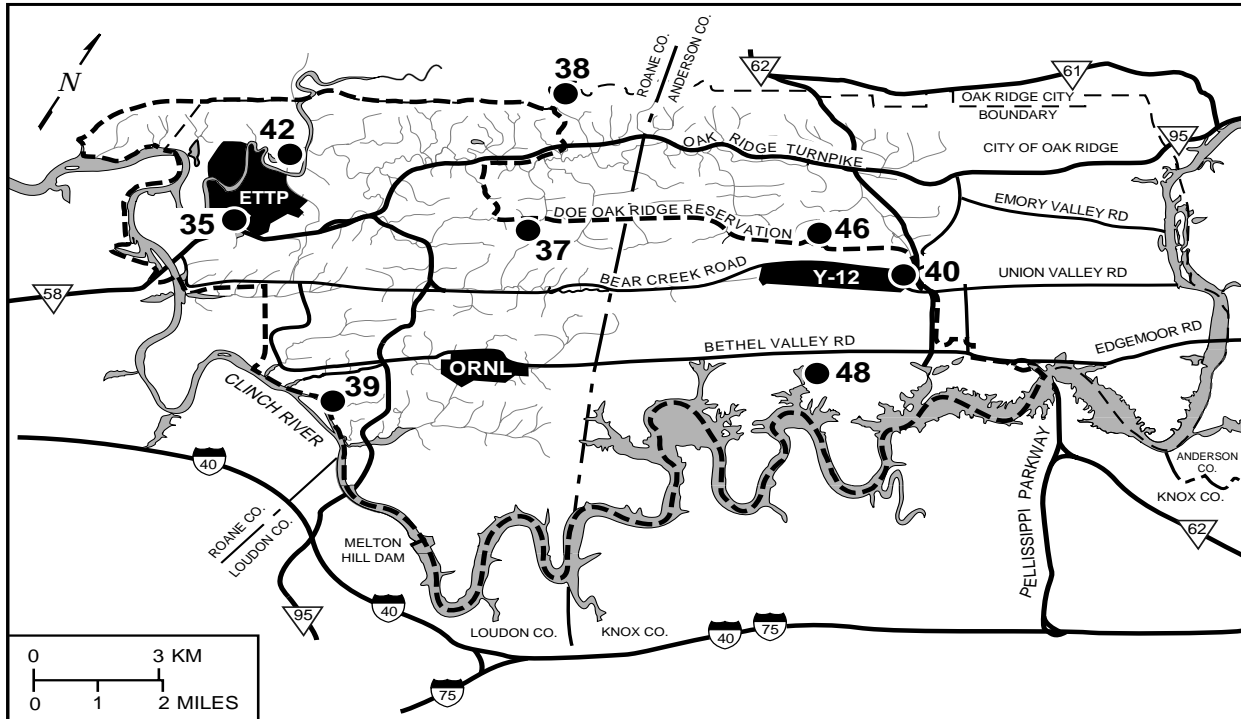 N
38
ROANE CO.
ANDERSON CO.
62
61
OAK RIDGE CITY
BOUNDARY
95
CITY OF OAK RIDGE
42
OAK RIDGE TURNPIKE
ETTP
35
EMORY VALLEY RD
DOE OAK RIDGE RESERVATION
46
37
BEAR CREEK ROAD
Y-12
40
UNION VALLEY RD
58
BETHEL VALLEY RD
EDGEMOOR RD
ORNL
48
39
CLINCH RIVER
40
ANDERSON
CO.
KNOX CO.
ROANE CO.
LOUDON CO.
MELTON
HILL DAM
PELLISSIPPI PARKWAY
62
95
40
LOUDON CO.
KNOX CO.
40
75
75
0 3 KM
0 1 2 MILES